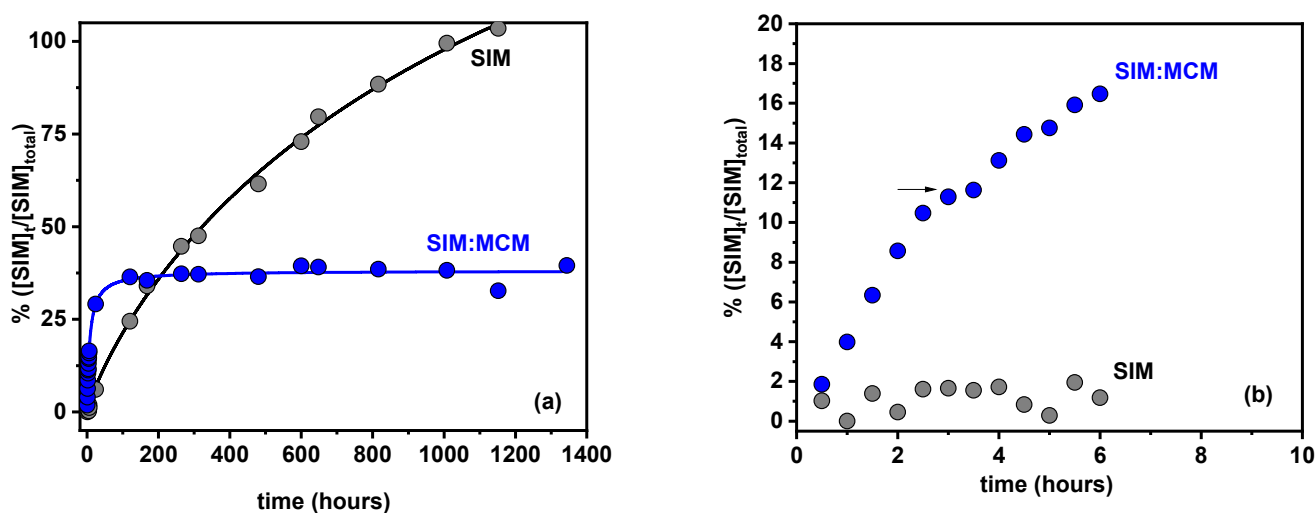 100
75
50
25
0
0 200 400 600 800 1000 1200 1400
% ([SIM]t/[SIM]total)
time (hours)
SIM
SIM:MCM
(a)
20
18
16
14
12
10
8
6
4
2
0
0 2 4 6 8 10
% ([SIM]t/[SIM]total)
time (hours)
SIM:MCM
SIM
(b)